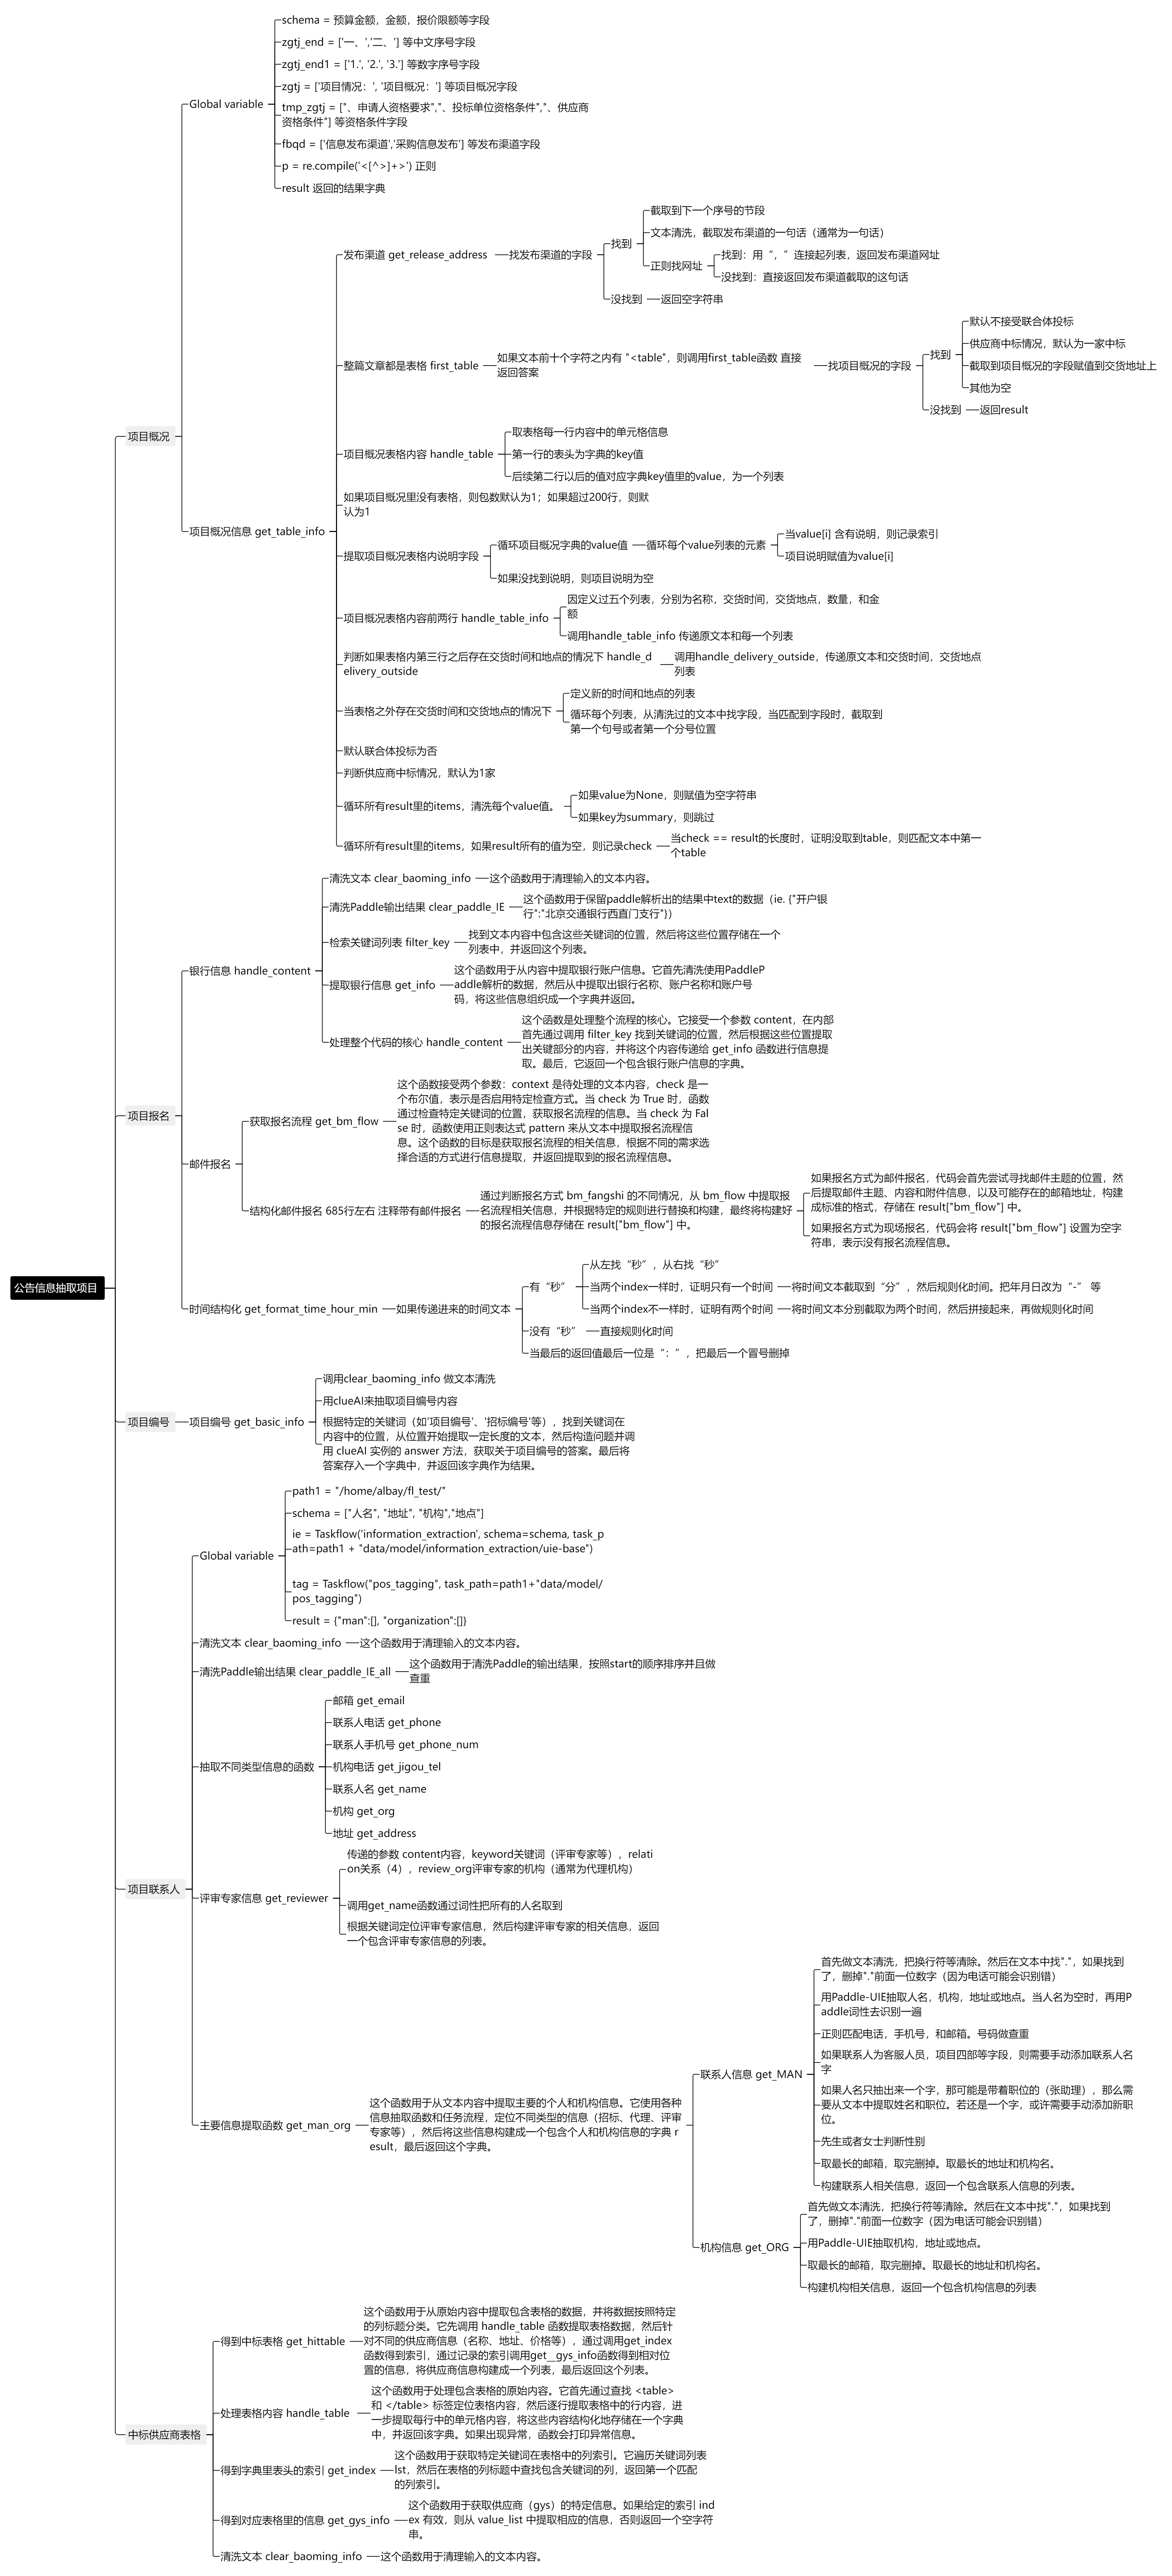 公告信息抽取项目
项目概况
Global variable
schema = 预算金额，金额，报价限额等字段
zgtj_end = ['一、','二、'] 等中文序号字段
zgtj_end1 = ['1.', '2.', '3.'] 等数字序号字段
zgtj = ['项目情况：', '项目概况：'] 等项目概况字段
tmp_zgtj = ["、申请人资格要求","、投标单位资格条件","、供应商
资格条件"] 等资格条件字段
fbqd = ['信息发布渠道','采购信息发布'] 等发布渠道字段
p = re.compile('<[^>]+>') 正则
result 返回的结果字典
项目概况信息 get_table_info
发布渠道 get_release_address
找发布渠道的字段
找到
截取到下一个序号的节段
文本清洗，截取发布渠道的一句话（通常为一句话）
正则找网址
找到：用“，”连接起列表，返回发布渠道网址
没找到：直接返回发布渠道截取的这句话
没找到
返回空字符串
整篇文章都是表格 first_table
如果文本前十个字符之内有 "<table"，则调用first_table函数 直接
返回答案
找项目概况的字段
找到
默认不接受联合体投标
供应商中标情况，默认为一家中标
截取到项目概况的字段赋值到交货地址上
其他为空
没找到
返回result
项目概况表格内容 handle_table
取表格每一行内容中的单元格信息
第一行的表头为字典的key值
后续第二行以后的值对应字典key值里的value，为一个列表
如果项目概况里没有表格，则包数默认为1；如果超过200行，则默
认为1
提取项目概况表格内说明字段
循环项目概况字典的value值
循环每个value列表的元素
当value[i] 含有说明，则记录索引
项目说明赋值为value[i]
如果没找到说明，则项目说明为空
项目概况表格内容前两行 handle_table_info
因定义过五个列表，分别为名称，交货时间，交货地点，数量，和金
额
调用handle_table_info 传递原文本和每一个列表
判断如果表格内第三行之后存在交货时间和地点的情况下 handle_d
elivery_outside
调用handle_delivery_outside，传递原文本和交货时间，交货地点
列表
当表格之外存在交货时间和交货地点的情况下
定义新的时间和地点的列表
循环每个列表，从清洗过的文本中找字段，当匹配到字段时，截取到
第一个句号或者第一个分号位置
默认联合体投标为否
判断供应商中标情况，默认为1家
循环所有result里的items，清洗每个value值。
如果value为None，则赋值为空字符串
如果key为summary，则跳过
循环所有result里的items，如果result所有的值为空，则记录check
当check == result的长度时，证明没取到table，则匹配文本中第一
个table
项目报名
银行信息 handle_content
清洗文本 clear_baoming_info
这个函数用于清理输入的文本内容。
清洗Paddle输出结果 clear_paddle_IE
这个函数用于保留paddle解析出的结果中text的数据（ie. {"开户银
行":"北京交通银行西直门支行"}）
检索关键词列表 filter_key
找到文本内容中包含这些关键词的位置，然后将这些位置存储在一个
列表中，并返回这个列表。
提取银行信息 get_info
这个函数用于从内容中提取银行账户信息。它首先清洗使用PaddleP
addle解析的数据，然后从中提取出银行名称、账户名称和账户号
码，将这些信息组织成一个字典并返回。
处理整个代码的核心 handle_content
这个函数是处理整个流程的核心。它接受一个参数 content，在内部
首先通过调用 filter_key 找到关键词的位置，然后根据这些位置提取
出关键部分的内容，并将这个内容传递给 get_info 函数进行信息提
取。最后，它返回一个包含银行账户信息的字典。
邮件报名
获取报名流程 get_bm_flow
这个函数接受两个参数：context 是待处理的文本内容，check 是一
个布尔值，表示是否启用特定检查方式。当 check 为 True 时，函数
通过检查特定关键词的位置，获取报名流程的信息。当 check 为 Fal
se 时，函数使用正则表达式 pattern 来从文本中提取报名流程信
息。这个函数的目标是获取报名流程的相关信息，根据不同的需求选
择合适的方式进行信息提取，并返回提取到的报名流程信息。
结构化邮件报名 685行左右 注释带有邮件报名
通过判断报名方式 bm_fangshi 的不同情况，从 bm_flow 中提取报
名流程相关信息，并根据特定的规则进行替换和构建，最终将构建好
的报名流程信息存储在 result["bm_flow"] 中。
如果报名方式为邮件报名，代码会首先尝试寻找邮件主题的位置，然
后提取邮件主题、内容和附件信息，以及可能存在的邮箱地址，构建
成标准的格式，存储在 result["bm_flow"] 中。
如果报名方式为现场报名，代码会将 result["bm_flow"] 设置为空字
符串，表示没有报名流程信息。
时间结构化 get_format_time_hour_min
如果传递进来的时间文本
有“秒”
从左找“秒”，从右找“秒”
当两个index一样时，证明只有一个时间
将时间文本截取到“分”，然后规则化时间。把年月日改为“-” 等
当两个index不一样时，证明有两个时间
将时间文本分别截取为两个时间，然后拼接起来，再做规则化时间
没有“秒”
直接规则化时间
当最后的返回值最后一位是“：”，把最后一个冒号删掉
项目编号
项目编号 get_basic_info
调用clear_baoming_info 做文本清洗
用clueAI来抽取项目编号内容
根据特定的关键词（如'项目编号'、'招标编号'等），找到关键词在
内容中的位置，从位置开始提取一定长度的文本，然后构造问题并调
用 clueAI 实例的 answer 方法，获取关于项目编号的答案。最后将
答案存入一个字典中，并返回该字典作为结果。
项目联系人
Global variable
path1 = "/home/albay/fl_test/"
schema = ["人名", "地址", "机构","地点"]
ie = Taskflow('information_extraction', schema=schema, task_p
ath=path1 + "data/model/information_extraction/uie-base")
tag = Taskflow("pos_tagging", task_path=path1+"data/model/
pos_tagging")
result = {"man":[], "organization":[]}
清洗文本 clear_baoming_info
这个函数用于清理输入的文本内容。
清洗Paddle输出结果 clear_paddle_IE_all
这个函数用于清洗Paddle的输出结果，按照start的顺序排序并且做
查重
抽取不同类型信息的函数
邮箱 get_email
联系人电话 get_phone
联系人手机号 get_phone_num
机构电话 get_jigou_tel
联系人名 get_name
机构 get_org
地址 get_address
评审专家信息 get_reviewer
传递的参数 content内容，keyword关键词（评审专家等），relati
on关系（4），review_org评审专家的机构（通常为代理机构）
调用get_name函数通过词性把所有的人名取到
根据关键词定位评审专家信息，然后构建评审专家的相关信息，返回
一个包含评审专家信息的列表。
主要信息提取函数 get_man_org
这个函数用于从文本内容中提取主要的个人和机构信息。它使用各种
信息抽取函数和任务流程，定位不同类型的信息（招标、代理、评审
专家等），然后将这些信息构建成一个包含个人和机构信息的字典 r
esult，最后返回这个字典。
联系人信息 get_MAN
首先做文本清洗，把换行符等清除。然后在文本中找"."，如果找到
了，删掉"."前面一位数字（因为电话可能会识别错）
用Paddle-UIE抽取人名，机构，地址或地点。当人名为空时，再用P
addle词性去识别一遍
正则匹配电话，手机号，和邮箱。号码做查重
如果联系人为客服人员，项目四部等字段，则需要手动添加联系人名
字
如果人名只抽出来一个字，那可能是带着职位的（张助理），那么需
要从文本中提取姓名和职位。若还是一个字，或许需要手动添加新职
位。
先生或者女士判断性别
取最长的邮箱，取完删掉。取最长的地址和机构名。
构建联系人相关信息，返回一个包含联系人信息的列表。
机构信息 get_ORG
首先做文本清洗，把换行符等清除。然后在文本中找"."，如果找到
了，删掉"."前面一位数字（因为电话可能会识别错）
用Paddle-UIE抽取机构，地址或地点。
取最长的邮箱，取完删掉。取最长的地址和机构名。
构建机构相关信息，返回一个包含机构信息的列表
中标供应商表格
得到中标表格 get_hittable
这个函数用于从原始内容中提取包含表格的数据，并将数据按照特定
的列标题分类。它先调用 handle_table 函数提取表格数据，然后针
对不同的供应商信息（名称、地址、价格等），通过调用get_index
函数得到索引，通过记录的索引调用get__gys_info函数得到相对位
置的信息，将供应商信息构建成一个列表，最后返回这个列表。
处理表格内容 handle_table
这个函数用于处理包含表格的原始内容。它首先通过查找 <table>
和 </table> 标签定位表格内容，然后逐行提取表格中的行内容，进
一步提取每行中的单元格内容，将这些内容结构化地存储在一个字典
中，并返回该字典。如果出现异常，函数会打印异常信息。
得到字典里表头的索引 get_index
这个函数用于获取特定关键词在表格中的列索引。它遍历关键词列表
lst，然后在表格的列标题中查找包含关键词的列，返回第一个匹配
的列索引。
得到对应表格里的信息 get_gys_info
这个函数用于获取供应商（gys）的特定信息。如果给定的索引 ind
ex 有效，则从 value_list 中提取相应的信息，否则返回一个空字符
串。
清洗文本 clear_baoming_info
这个函数用于清理输入的文本内容。